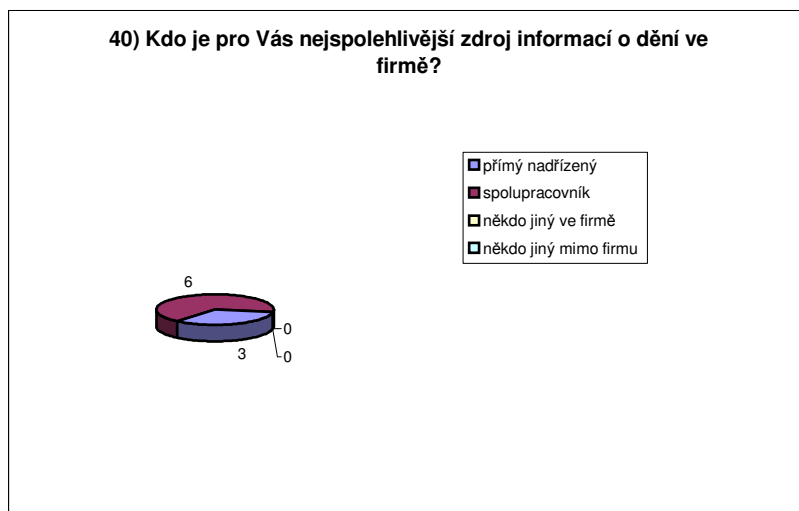 40) Kdo je pro Vás nejspolehlivější zdroj informací o dění ve
firmě?
přímý nadřízený
spolupracovník
někdo jiný ve firmě
někdo jiný mimo firmu
6
0
3
0